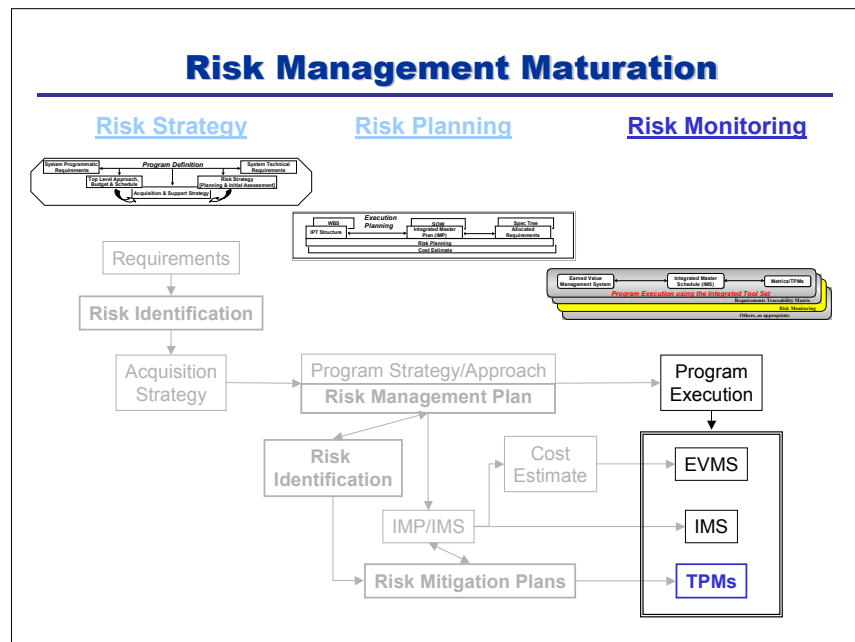 Risk Management Maturation
Risk Strategy
Risk Planning
Risk Monitoring
Program Definition
System Programmatic
Requirements
System Technical
Requirements
Top Level Approach,
Budget & Schedule
Risk Strategy
[Planning & Initial Assessment]
Acquisition & Support Strategy
Execution
Planning
WBS
IPT Structure
SOW
Integrated Master
Plan (IMP)
Spec Tree
Allocated
Requirements
Risk Planning
Cost Estimate
Earned Value
Management System
Integrated Master
Schedule (IMS)
Metrics/TPMs
Program Execution using the Integrated Tool Set
Requirements Traceability Matrix
Risk Monitoring
Others, as appropriate
Requirements
Risk Identification
Acquisition
Strategy
Program Strategy/Approach
Risk Management Plan
Program
Execution
Risk
Identification
Cost
Estimate
EVMS
IMP/IMS
IMS
Risk Mitigation Plans
TPMs